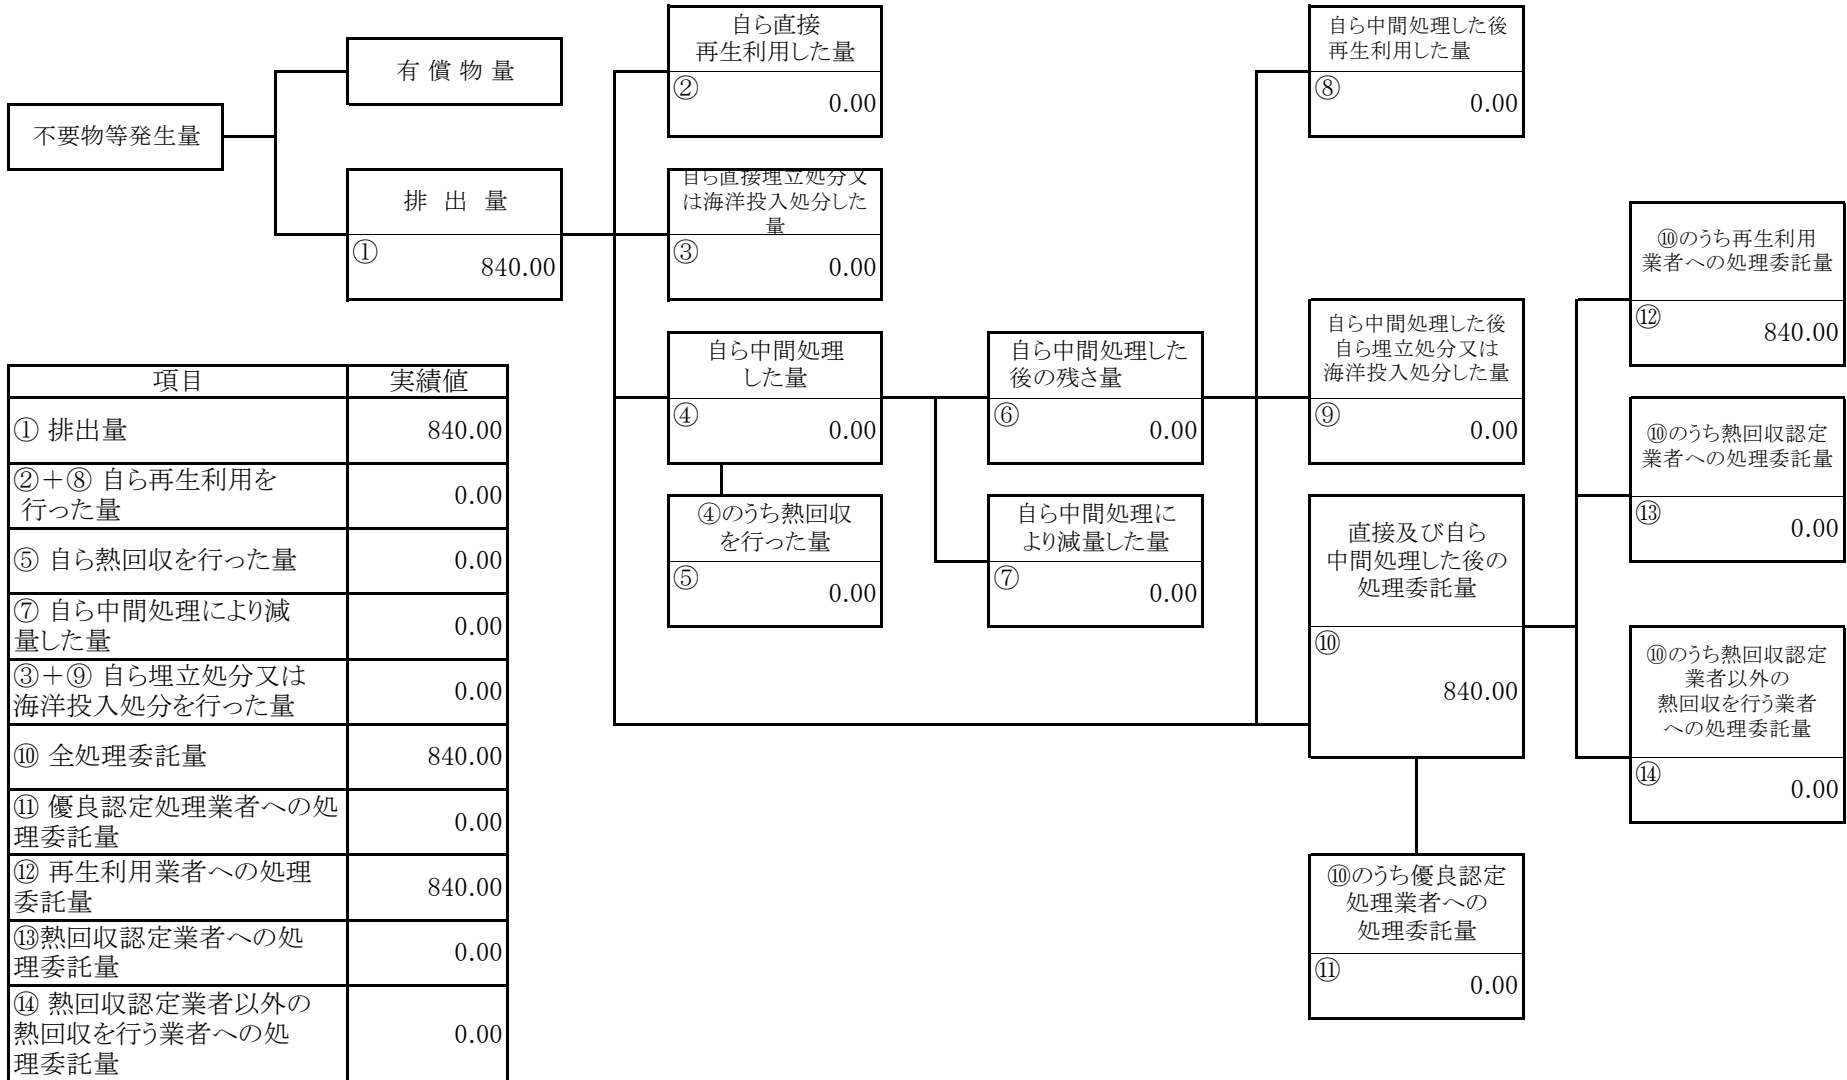 不要物等発生量
有 償 物 量
排 出 量
①
840.00
自ら直接
再生利用した量
②
0.00
自ら直接埋立処分又
は海洋投入処分した
量
③
0.00
自ら中間処理
した量
④
0.00
④のうち熱回収
を行った量
⑤
0.00
自ら中間処理した
後の残さ量
⑥
0.00
自ら中間処理に
より減量した量
⑦
0.00
自ら中間処理した後
再生利用した量
⑧
0.00
自ら中間処理した後
自ら埋立処分又は
海洋投入処分した量
⑨
0.00
直接及び自ら
中間処理した後の
処理委託量
⑩
840.00
⑩のうち優良認定
処理業者への
処理委託量
⑪
0.00
⑩のうち再生利用
業者への処理委託量
⑫
840.00
⑩のうち熱回収認定
業者への処理委託量
⑬
0.00
⑩のうち熱回収認定
業者以外の
熱回収を行う業者
への処理委託量
⑭
0.00
項目 実績値
① 排出量 840.00
②＋⑧ 自ら再生利用を
行った量
0.00
⑤ 自ら熱回収を行った量 0.00
⑦ 自ら中間処理により減
量した量
0.00
③＋⑨ 自ら埋立処分又は
海洋投入処分を行った量
0.00
⑩ 全処理委託量 840.00
⑪ 優良認定処理業者への処
理委託量
0.00
⑫ 再生利用業者への処理
委託量
840.00
⑬熱回収認定業者への処
理委託量
0.00
⑭ 熱回収認定業者以外の
熱回収を行う業者への処
理委託量
0.00